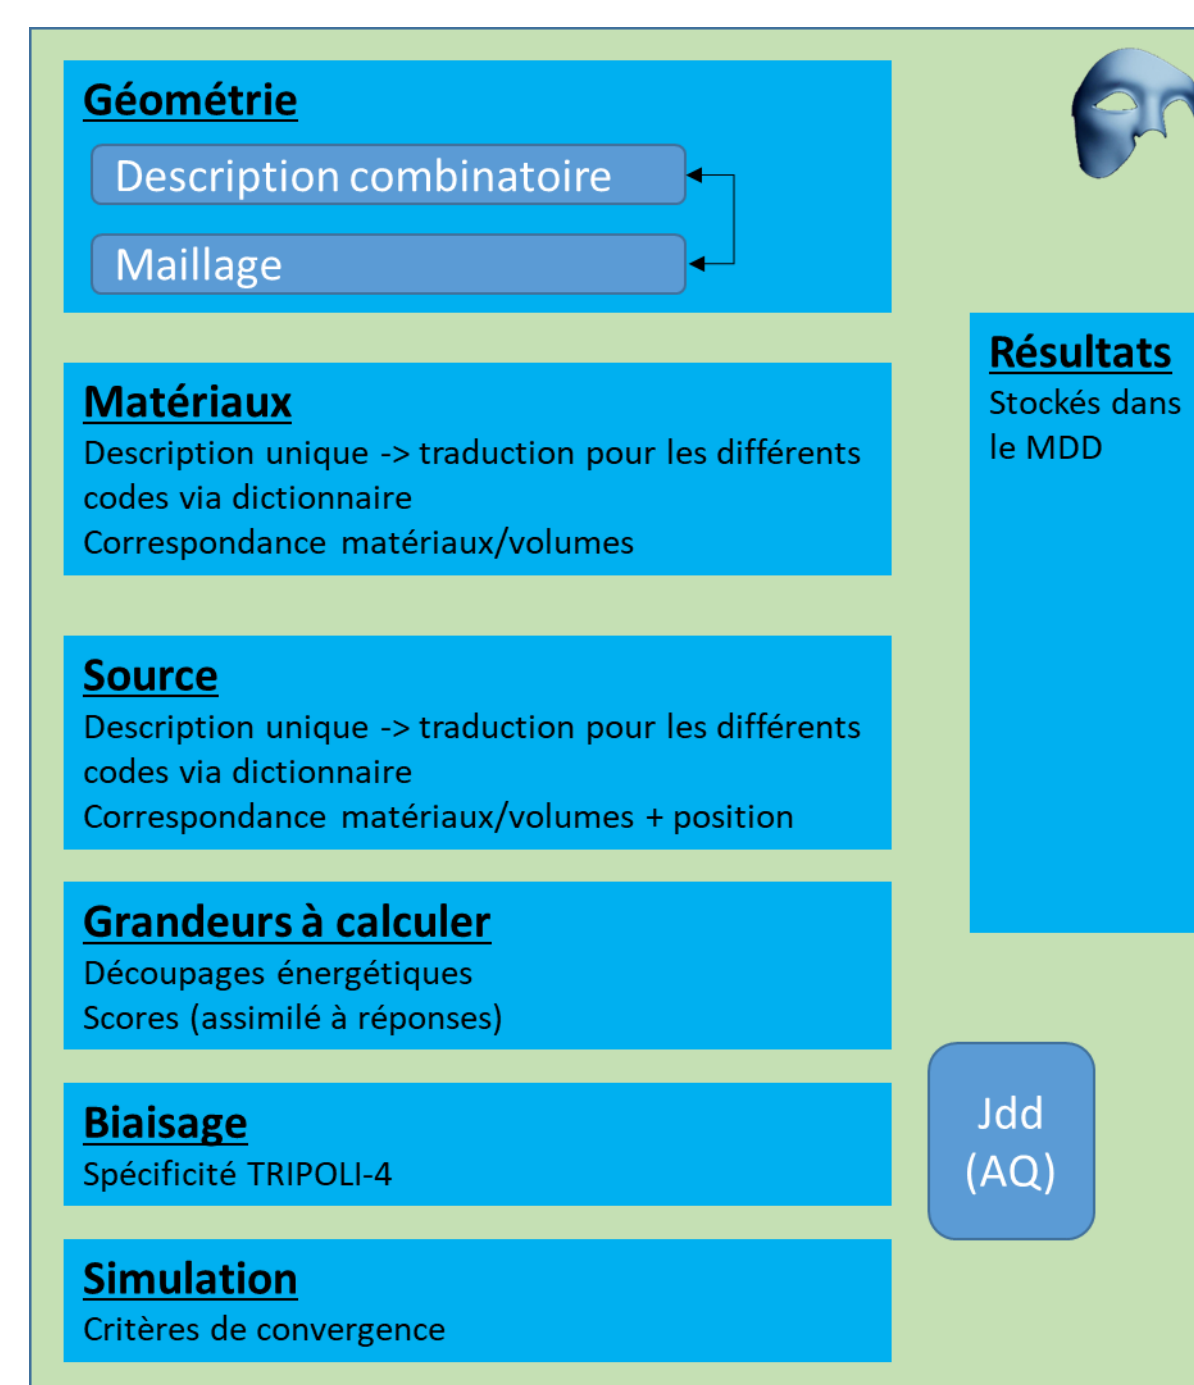 Géométrie
Description combinatoire
Maillage
Matériaux
Description unique -> traduction pour les différents
codes via dictionnaire
Correspondance matériaux/volumes
Source
Description unique -> traduction pour les différents
codes via dictionnaire
Correspondance matériaux/volumes + position
Grandeurs à calculer
Découpages énergétiques
Scores (assimilé à réponses)
Biaisage
Spécificité TRIPOLI-4
Simulation
Critères de convergence
Résultats
Stockés dans
le MDD
Jdd
(AQ)